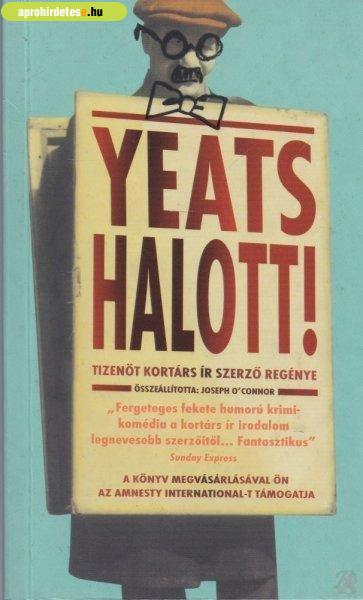 aprohirdetes.hu
YEATS
HALOTT!
TIZENÖT KORTÁRS ÍR SZERZŐ REGÉNYE
ÖSSZEÁLLÍTOTTA: JOSEPH O'CONNOR
„Fergeteges fekete humorú krimi-
komédia a kortárs ír irodalom
legnevesebb szerzőitől... Fantasztikus”
Sunday Express
A KÖNYV MEGVÁSÁRLÁSÁVAL ÖN
AZ AMNESTY INTERNATIONAL-T TÁMOGATJA